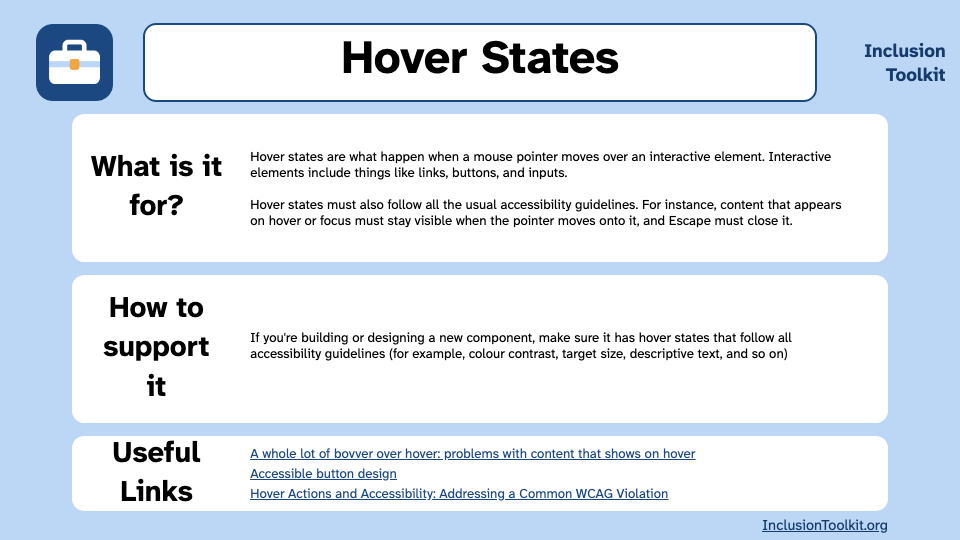 Hover States
Inclusion
Toolkit
What is it
for?
Hover states are what happen when a mouse pointer moves over an interactive element. Interactive
elements include things like links, buttons, and inputs.
Hover states must also follow all the usual accessibility guidelines. For instance, content that appears
on hover or focus must stay visible when the pointer moves onto it, and Escape must close it.
How to
support
it
If you're building or designing a new component, make sure it has hover states that follow all
accessibility guidelines (for example, colour contrast, target size, descriptive text, and so on)
Useful
Links
A whole lot of bovver over hover: problems with content that shows on hover
Accessible button design
Hover Actions and Accessibility: Addressing a Common WCAG Violation
InclusionToolkit.org